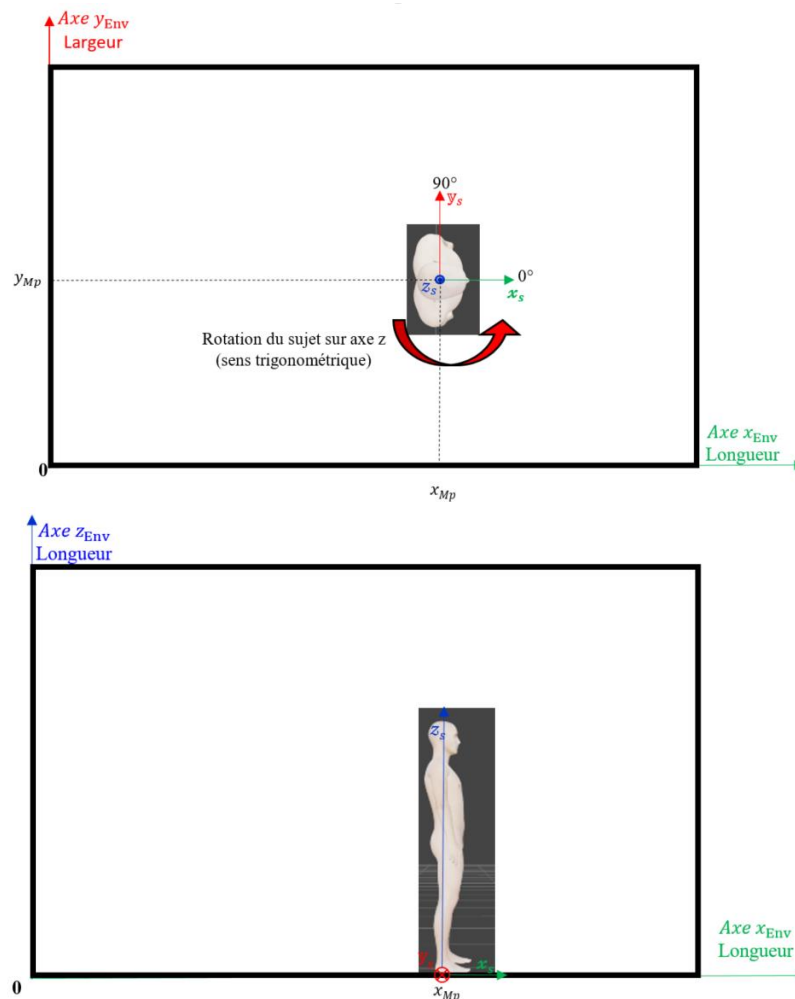 Axe y_Env
Largeur
90°
y_s
y_Mp
z_s
0°
x_s
Rotation du sujet sur axe z
(sens trigonométrique)
Axe x_Env
Longueur
0
x_Mp
Axe z_Env
Longueur
z_s
Axe x_Env
Longueur
y_s
x_s
0
x_Mp